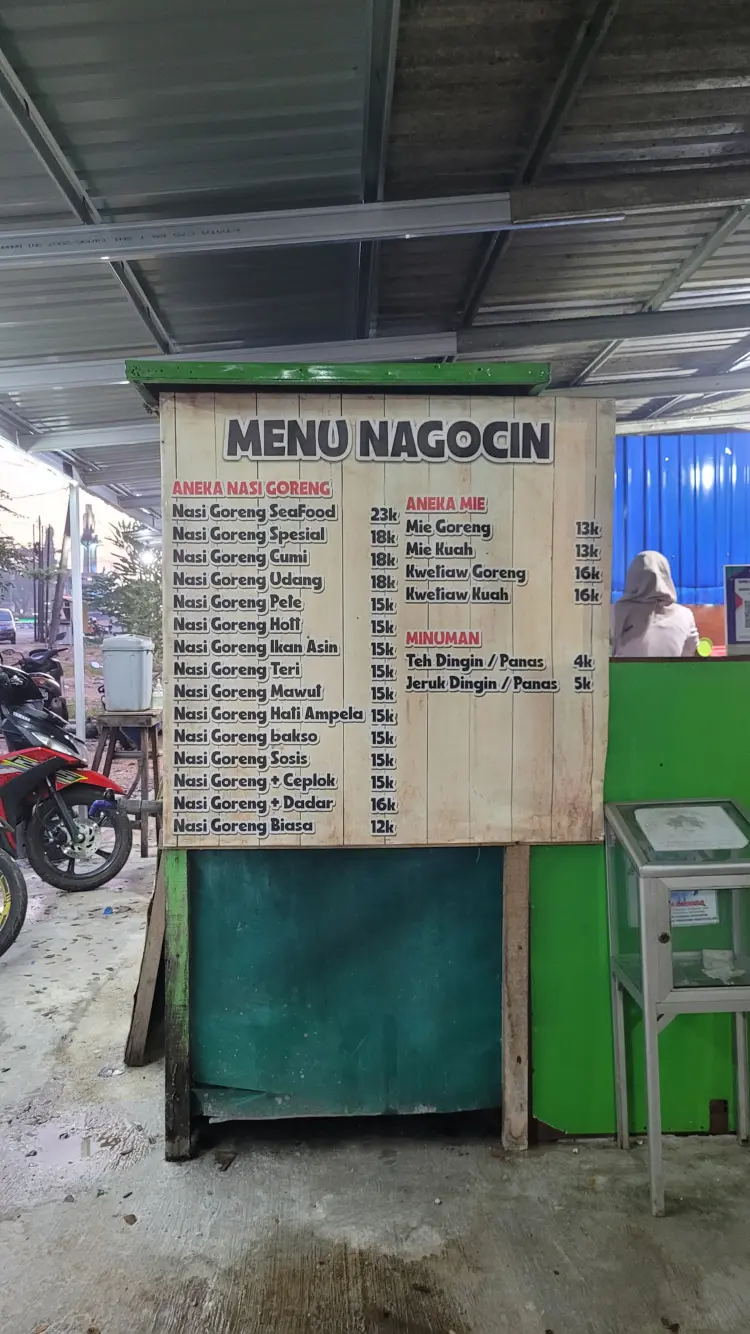 MENU NAGOCIN
ANEKA NASI GORENG
Nasi Goreng SeaFood 23k
Nasi Goreng Spesial 18k
Nasi Goreng Cumi 18k
Nasi Goreng Udang 18k
Nasi Goreng Pete 15k
Nasi Goreng Hott 15k
Nasi Goreng Ikan Asin 15k
Nasi Goreng Teri 15k
Nasi Goreng Mawut 15k
Nasi Goreng Hati Ampela 15k
Nasi Goreng bakso 15k
Nasi Goreng Sosis 15k
Nasi Goreng + Ceplok 15k
Nasi Goreng + Dadar 16k
Nasi Goreng Biasa 12k
ANEKA MIE
Mie Goreng 13k
Mie Kuah 13k
Kwetiaw Goreng 16k
Kwetiaw Kuah 16k
MINUMAN
Teh Dingin / Panas 4k
Jeruk Dingin / Panas 5k